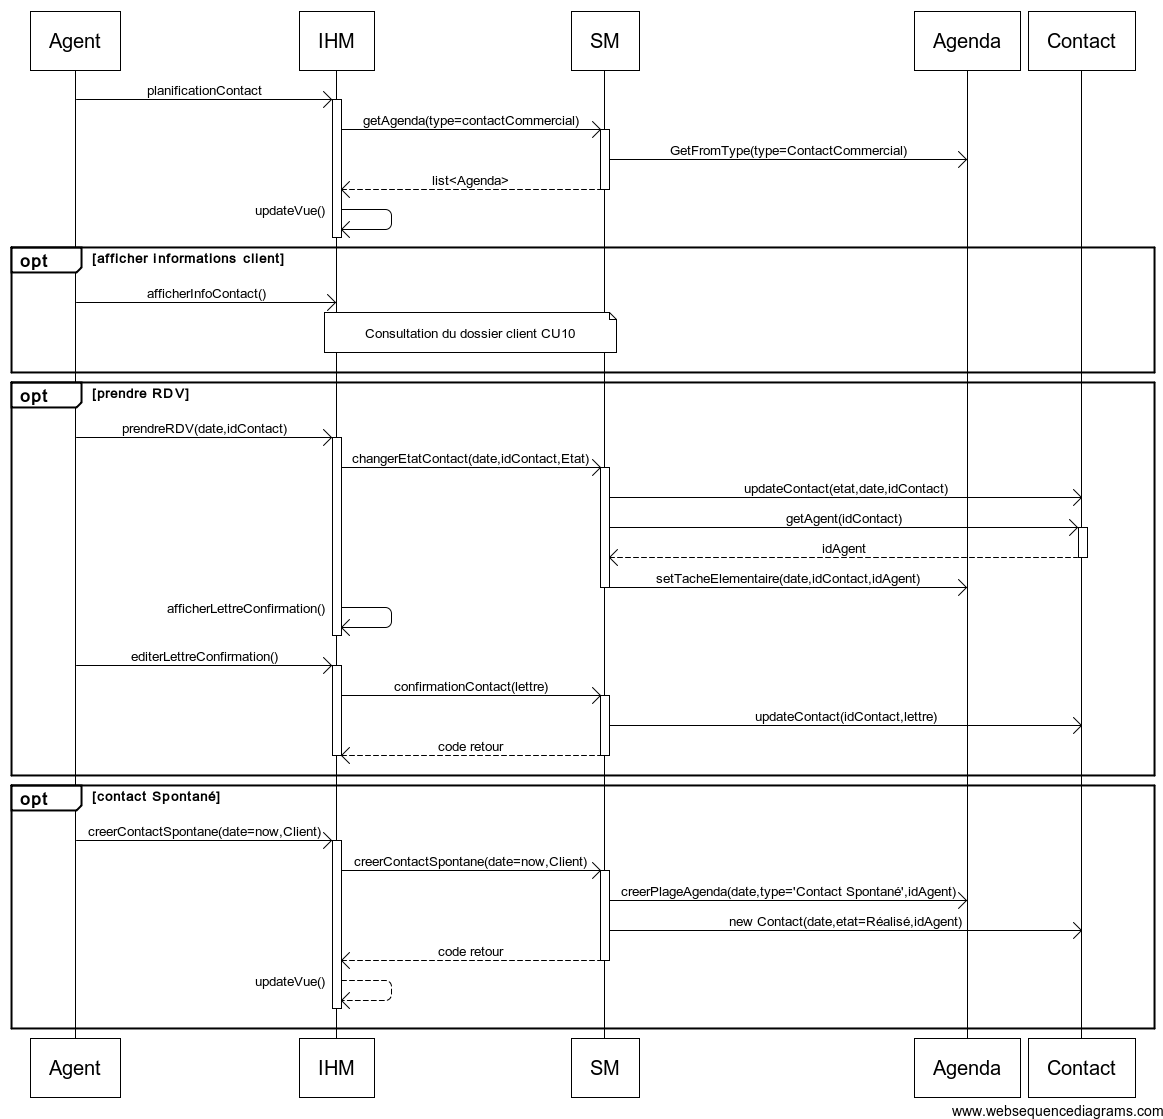 Agent
IHM
SM
Agenda
Contact
planificationContact
getAgenda(type=contactCommercial)
GetFromType(type=ContactCommercial)
list<Agenda>
updateVue()
opt
[afficher informations client]
afficherInfoContact()
Consultation du dossier client CU10
opt
[prendre RDV]
prendreRDV(date,idContact)
changerEtatContact(date,idContact,Etat)
updateContact(etat,date,idContact)
getAgent(idContact)
idAgent
setTacheElementaire(date,idContact,idAgent)
afficherLettreConfirmation()
editerLettreConfirmation()
confirmationContact(lettre)
updateContact(idContact,lettre)
code retour
opt
[contact Spontané]
creerContactSpontane(date=now,Client)
creerContactSpontane(date=now,Client)
creerPlageAgenda(date,type='Contact Spontané',idAgent)
new Contact(date,etat=Réalisé,idAgent)
code retour
updateVue()
Agent
IHM
SM
Agenda
Contact
www.websequencediagrams.com